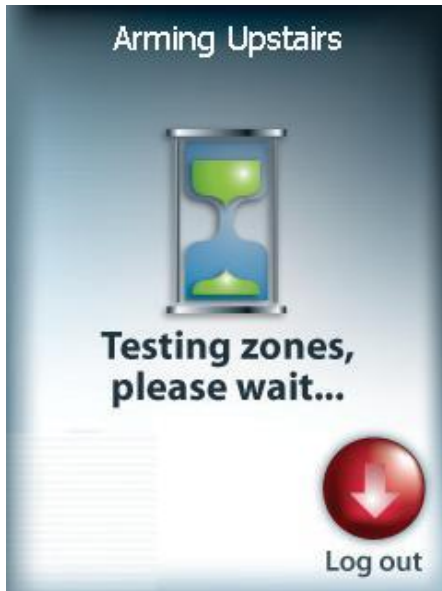 Arming Upstairs
Testing zones,
please wait...
Log out